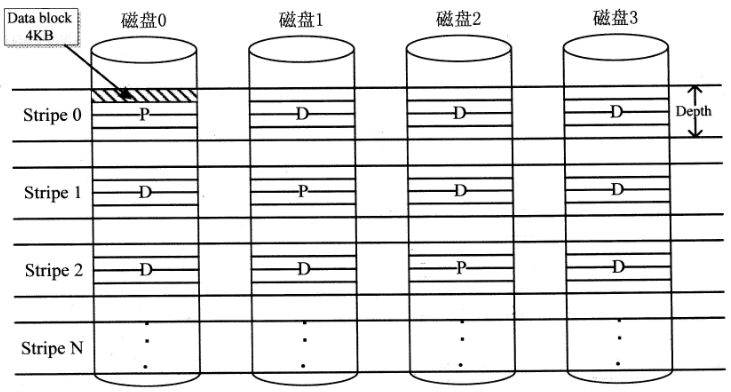 Data block
4KB
磁盘0
磁盘1
磁盘2
磁盘3
Stripe 0
P
D
D
D
Depth
Stripe 1
D
P
D
D
Stripe 2
D
D
P
D
Stripe N